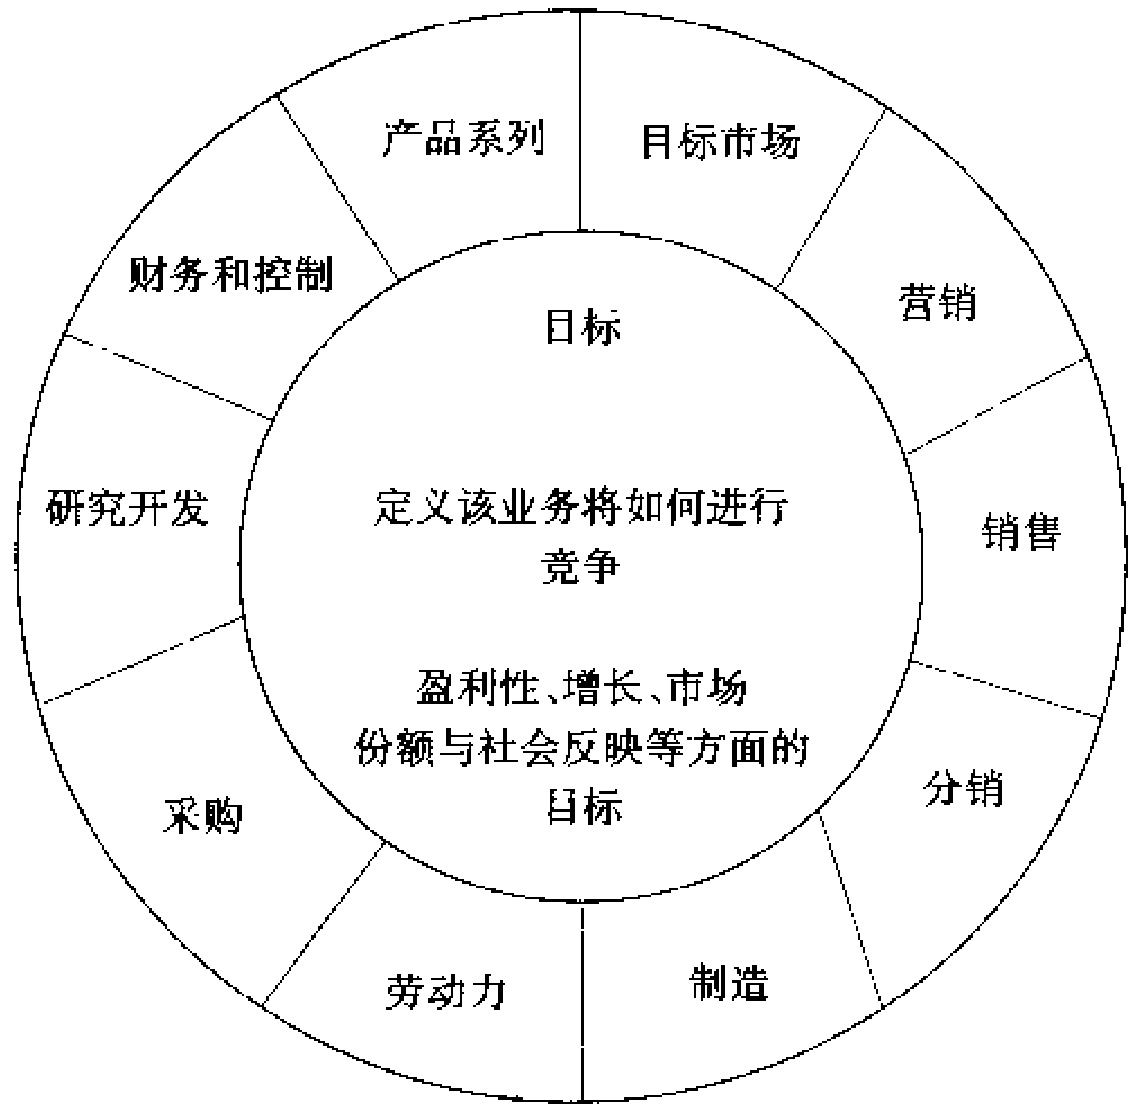 产品系列
目标市场
财务和控制
营销
目标
研究开发
定义该业务将如何进行
竞争
销售
盈利性、增长、市场
份额与社会反映等方面的
目标
分销
采购
劳动力
制造